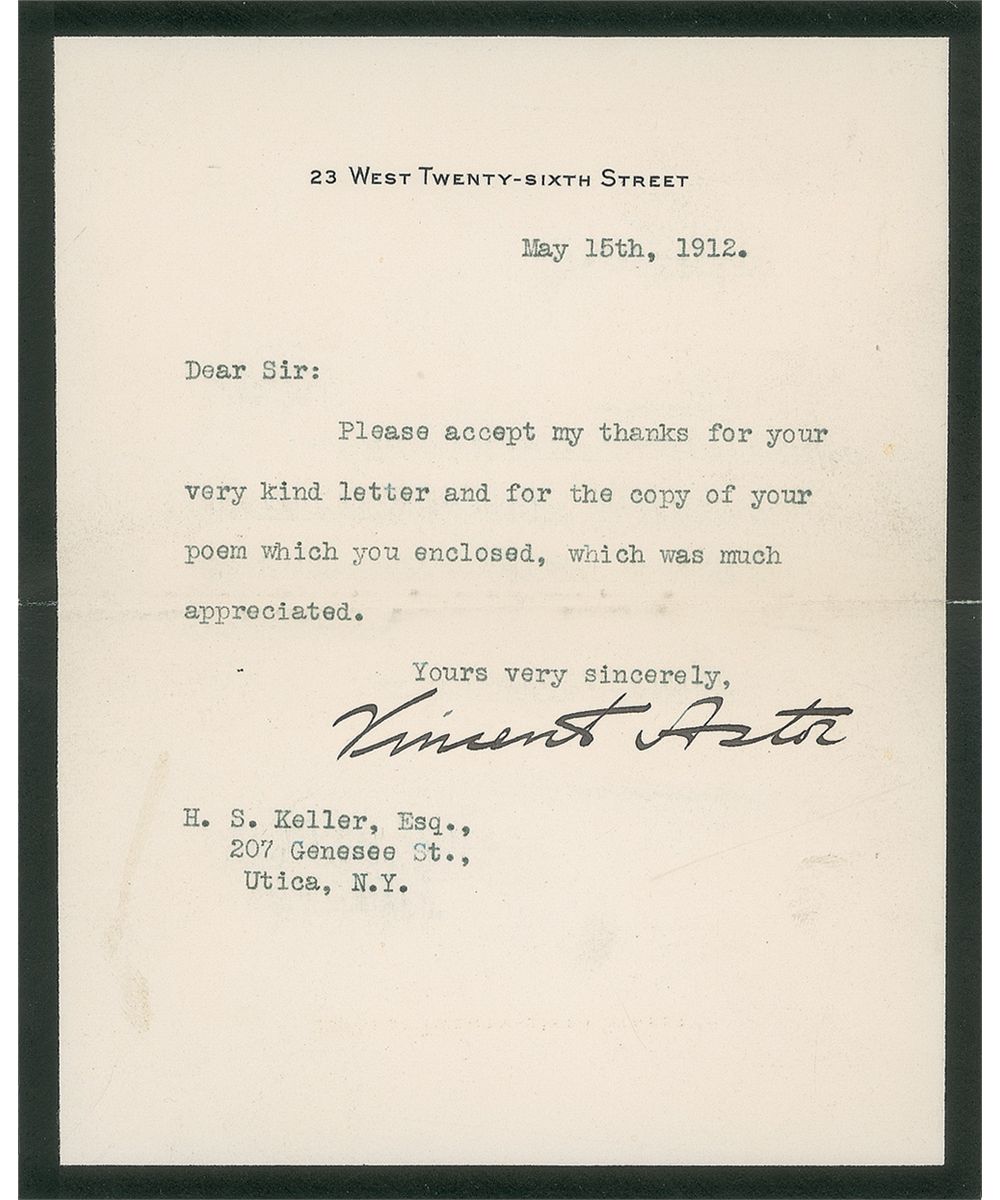 23 West Twenty-sixth Street
May 15th, 1912.
Dear Sir:
Please accept my thanks for your
very kind letter and for the copy of your
poem which you enclosed, which was much
appreciated.
Yours very sincerely,
Vincent Astor
H. S. Keller, Esq.,
207 Genesee St.,
Utica, N.Y.